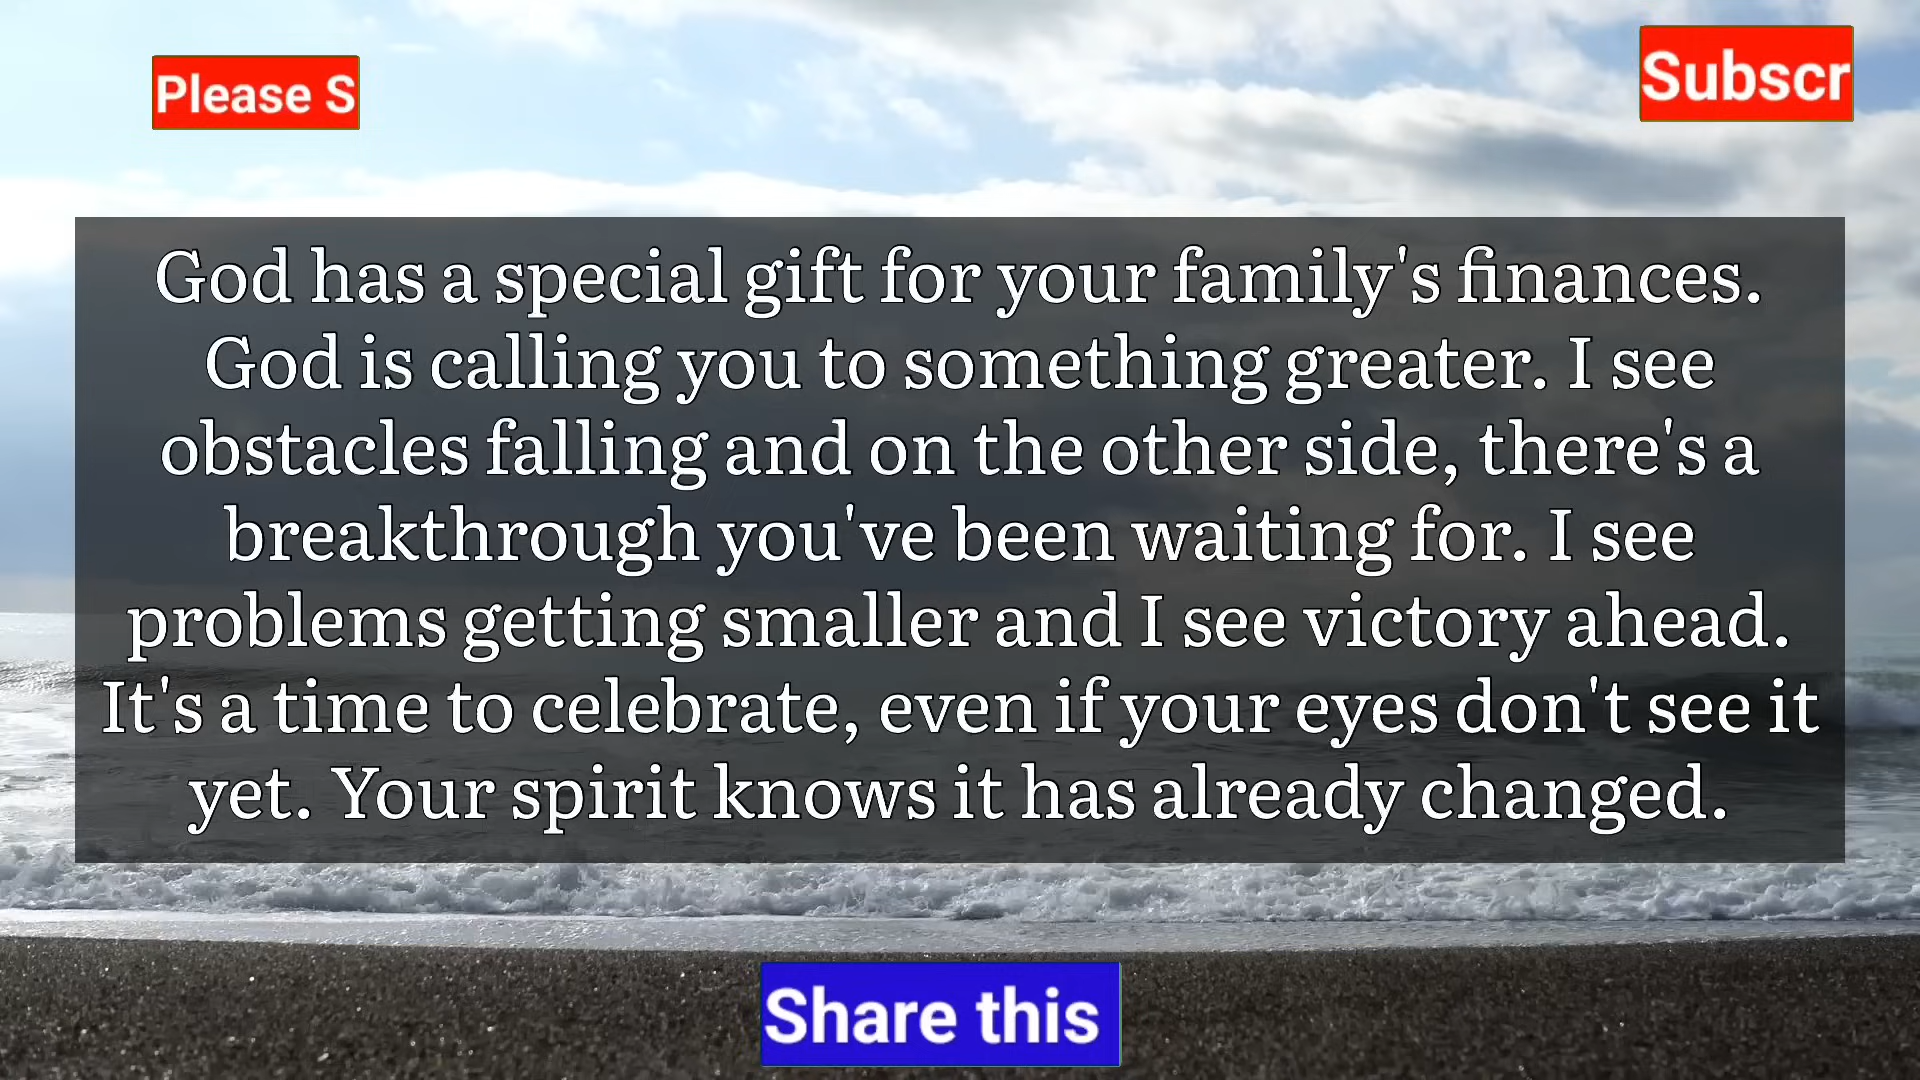 Please S
Subscr
God has a special gift for your family's finances.
God is calling you to something greater. I see
obstacles falling and on the other side, there's a
breakthrough you've been waiting for. I see
problems getting smaller and I see victory ahead.
It's a time to celebrate, even if your eyes don't see it
yet. Your spirit knows it has already changed.
Share this